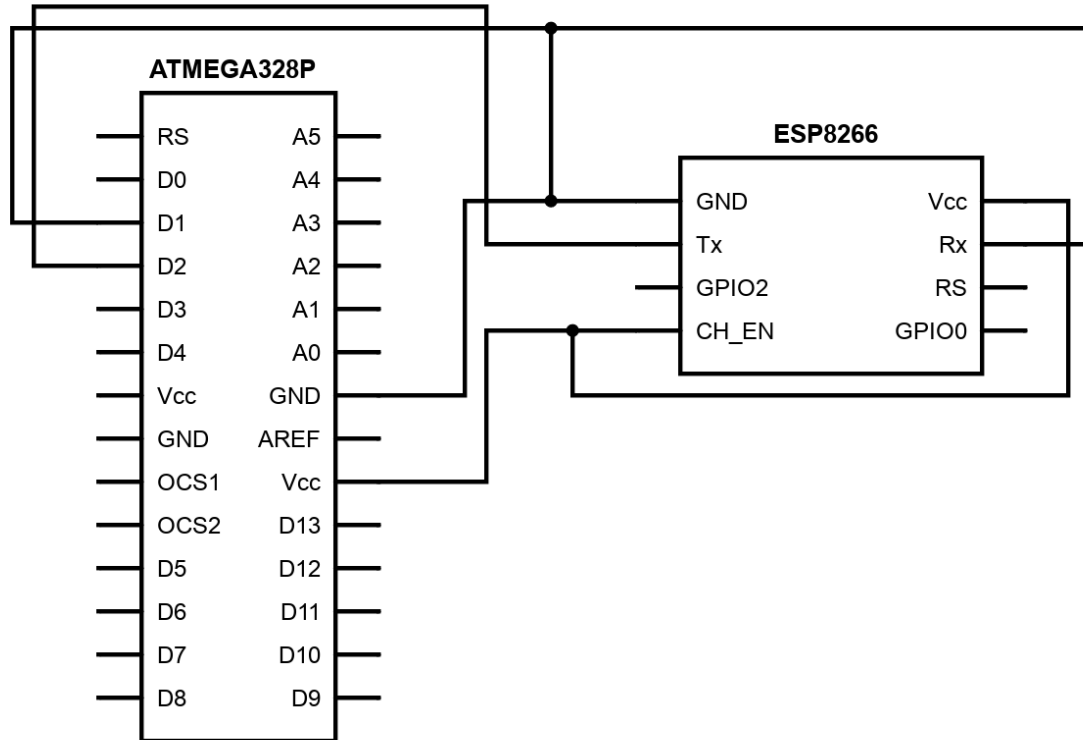 ATMEGA328P
RS A5
D0 A4
D1 A3
D2 A2
D3 A1
D4 A0
Vcc GND
GND AREF
OCS1 Vcc
OCS2 D13
D5 D12
D6 D11
D7 D10
D8 D9
ESP8266
GND Vcc
Tx Rx
GPIO2 RS
CH_EN GPIO0